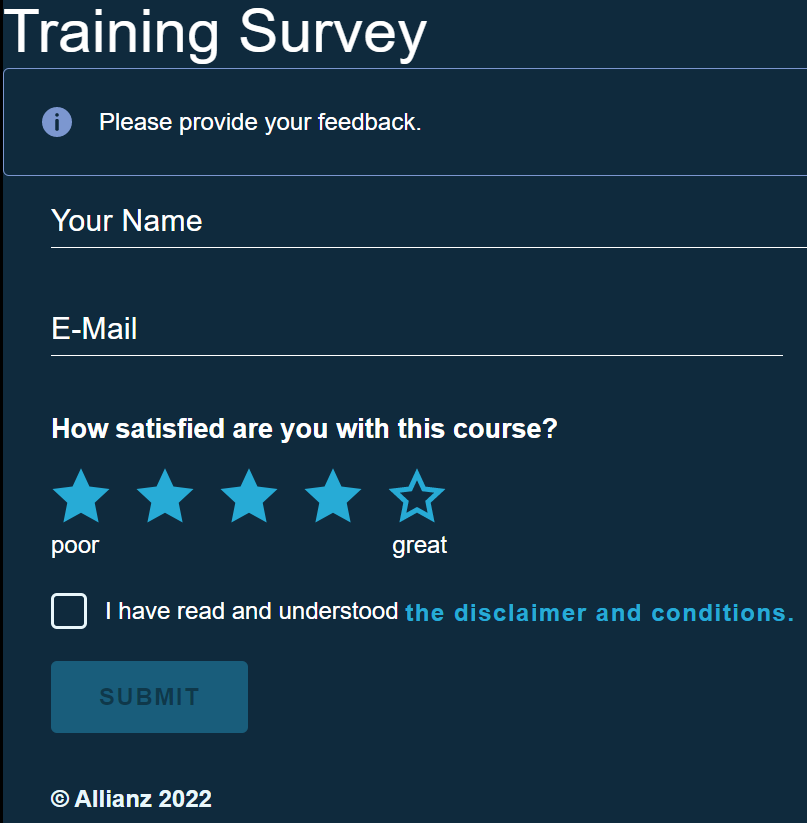 Training Survey
Please provide your feedback.
Your Name
E-Mail
How satisfied are you with this course?
poor great
I have read and understood the disclaimer and conditions.
SUBMIT
© Allianz 2022